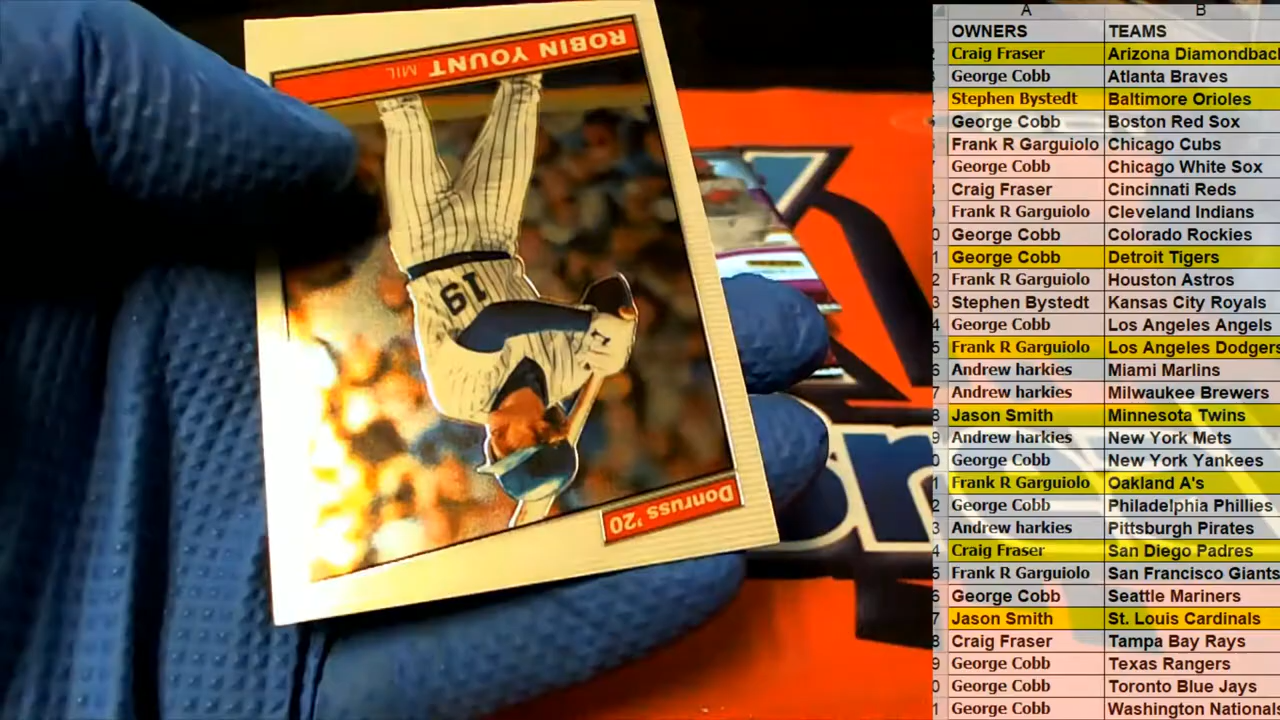 ROBIN YOUNT MIL
19
Donruss '20
A B
OWNERS TEAMS
Craig Fraser Arizona Diamondbac
George Cobb Atlanta Braves
Stephen Bystedt Baltimore Orioles
George Cobb Boston Red Sox
Frank R Garguiolo Chicago Cubs
George Cobb Chicago White Sox
Craig Fraser Cincinnati Reds
Frank R Garguiolo Cleveland Indians
George Cobb Colorado Rockies
George Cobb Detroit Tigers
Frank R Garguiolo Houston Astros
Stephen Bystedt Kansas City Royals
George Cobb Los Angeles Angels
Frank R Garguiolo Los Angeles Dodgers
Andrew harkies Miami Marlins
Andrew harkies Milwaukee Brewers
Jason Smith Minnesota Twins
Andrew harkies New York Mets
George Cobb New York Yankees
Frank R Garguiolo Oakland A's
George Cobb Philadelphia Phillies
Andrew harkies Pittsburgh Pirates
Craig Fraser San Diego Padres
Frank R Garguiolo San Francisco Giants
George Cobb Seattle Mariners
Jason Smith St. Louis Cardinals
Craig Fraser Tampa Bay Rays
George Cobb Texas Rangers
George Cobb Toronto Blue Jays
George Cobb Washington Nationals